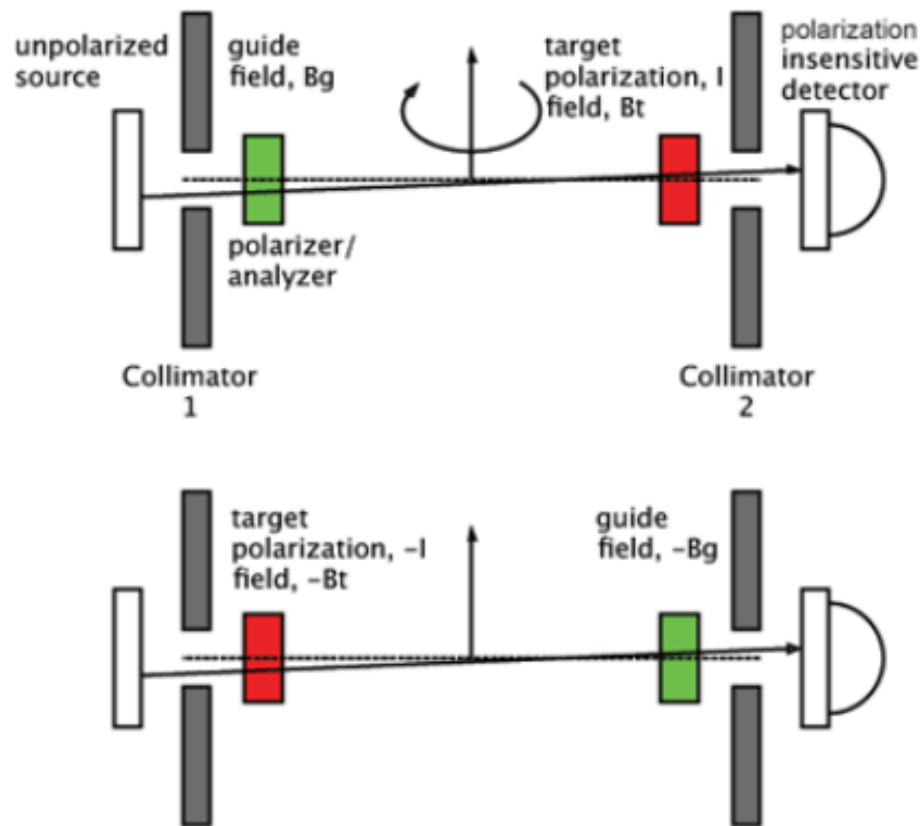 unpolarized
source
guide
field, Bg
target
polarization, I
field, Bt
polarization
insensitive
detector
polarizer/
analyzer
Collimator
1
Collimator
2
target
polarization, −I
field, −Bt
guide
field, −Bg